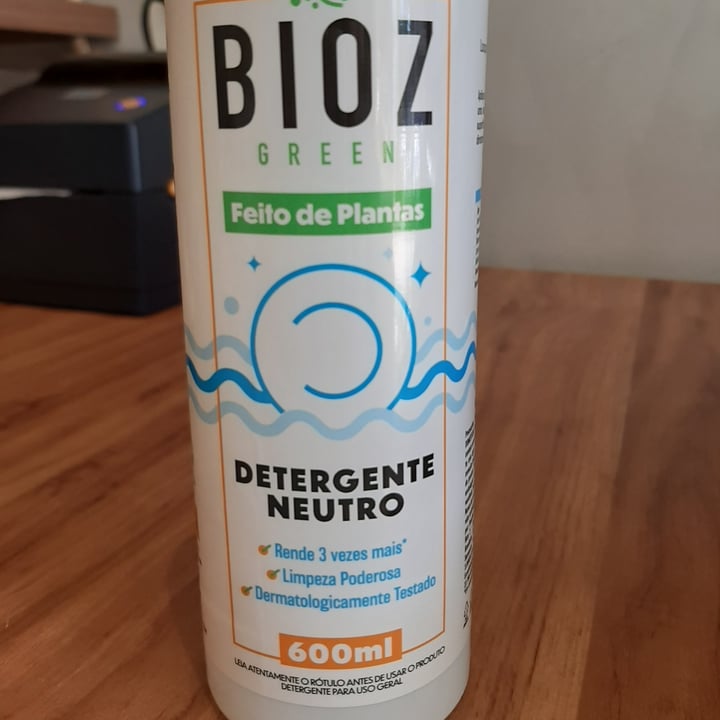 BIOZ
GREEN
Feito de Plantas
DETERGENTE
NEUTRO
Rende 3 vezes mais*
Limpeza Poderosa
Dermatologicamente Testado
600ml
LEIA ATENTAMENTE O RÓTULO ANTES DE USAR O PRODUTO
DETERGENTE PARA USO GERAL